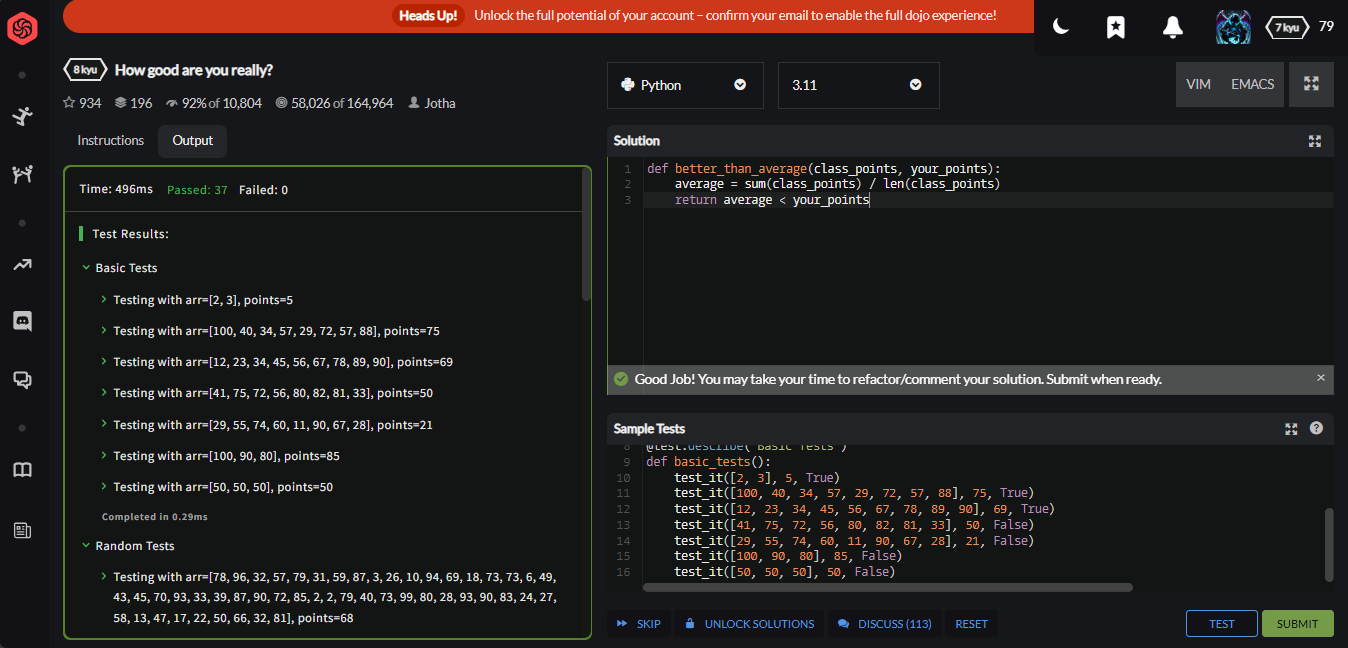 Heads Up! Unlock the full potential of your account – confirm your email to enable the full dojo experience!
7 kyu 79
8 kyu How good are you really?
934 196 92% of 10,804 58,026 of 164,964 Jotha
Instructions Output
Time: 496ms Passed: 37 Failed: 0
Test Results:
Basic Tests
Testing with arr=[2, 3], points=5
Testing with arr=[100, 40, 34, 57, 29, 72, 57, 88], points=75
Testing with arr=[12, 23, 34, 45, 56, 67, 78, 89, 90], points=69
Testing with arr=[41, 75, 72, 56, 80, 82, 81, 33], points=50
Testing with arr=[29, 55, 74, 60, 11, 90, 67, 28], points=21
Testing with arr=[100, 90, 80], points=85
Testing with arr=[50, 50, 50], points=50
Completed in 0.29ms
Random Tests
Testing with arr=[78, 96, 32, 57, 79, 31, 59, 87, 3, 26, 10, 94, 69, 18, 73, 73, 6, 49,
43, 45, 70, 93, 33, 39, 87, 90, 72, 85, 2, 2, 79, 40, 73, 99, 80, 28, 93, 90, 83, 24, 27,
58, 13, 47, 17, 22, 50, 66, 32, 81], points=68
Python 3.11 VIM EMACS
Solution
1 def better_than_average(class_points, your_points):
2     average = sum(class_points) / len(class_points)
3     return average < your_points
Good Job! You may take your time to refactor/comment your solution. Submit when ready.
Sample Tests
8 @test.describe("Basic Tests")
9 def basic_tests():
10     test_it([2, 3], 5, True)
11     test_it([100, 40, 34, 57, 29, 72, 57, 88], 75, True)
12     test_it([12, 23, 34, 45, 56, 67, 78, 89, 90], 69, True)
13     test_it([41, 75, 72, 56, 80, 82, 81, 33], 50, False)
14     test_it([29, 55, 74, 60, 11, 90, 67, 28], 21, False)
15     test_it([100, 90, 80], 85, False)
16     test_it([50, 50, 50], 50, False)
SKIP UNLOCK SOLUTIONS DISCUSS (113) RESET TEST SUBMIT